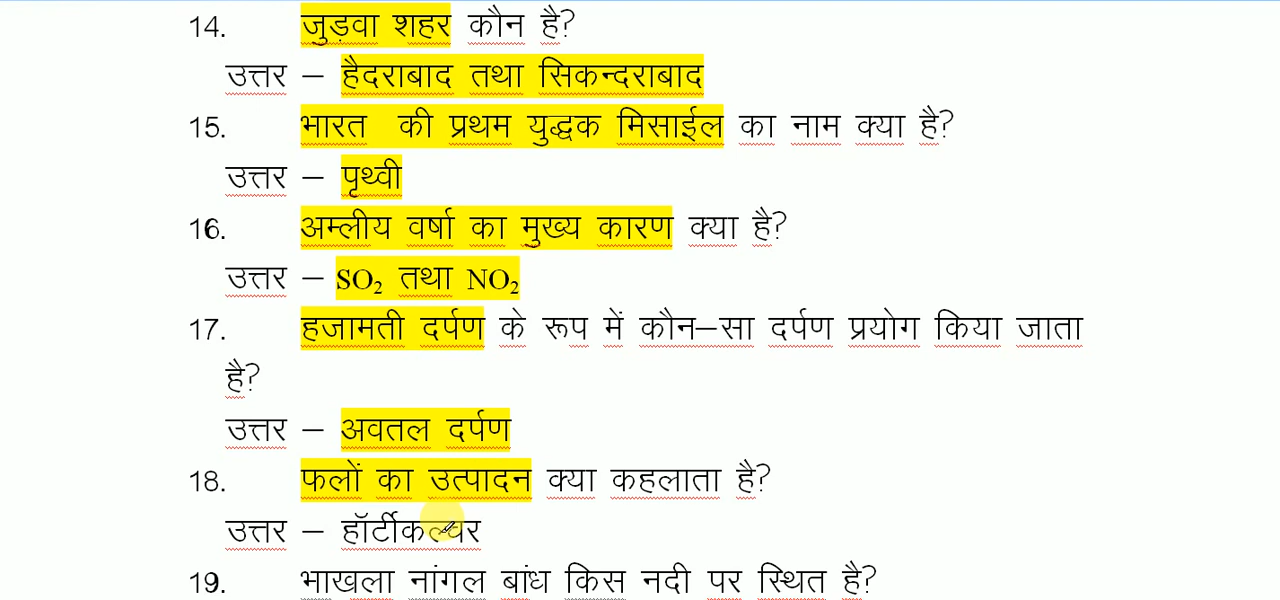 14. जुड़वा शहर कौन है?
उत्तर – हैदराबाद तथा सिकन्दराबाद
15. भारत की प्रथम युद्धक मिसाईल का नाम क्या है?
उत्तर – पृथ्वी
16. अम्लीय वर्षा का मुख्य कारण क्या है?
उत्तर – SO₂ तथा NO₂
17. हजामती दर्पण के रूप में कौन–सा दर्पण प्रयोग किया जाता
है?
उत्तर – अवतल दर्पण
18. फलों का उत्पादन क्या कहलाता है?
उत्तर – हॉर्टीकल्चर
19. भाखला नांगल बांध किस नदी पर स्थित है?